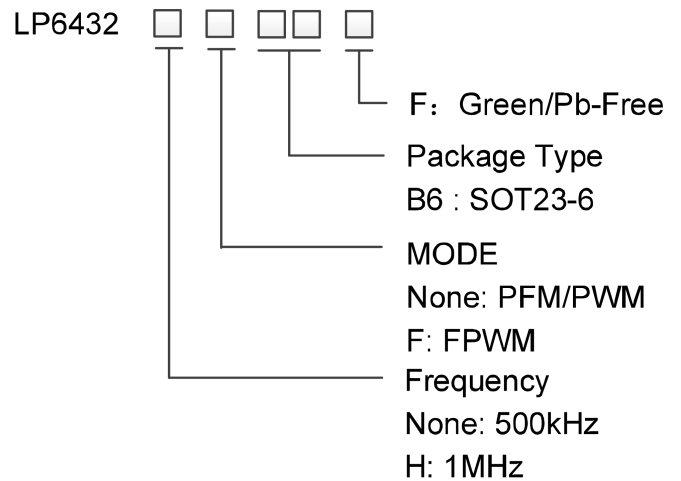 LP6432
F：Green/Pb-Free
Package Type
B6 : SOT23-6
MODE
None: PFM/PWM
F: FPWM
Frequency
None: 500kHz
H: 1MHz